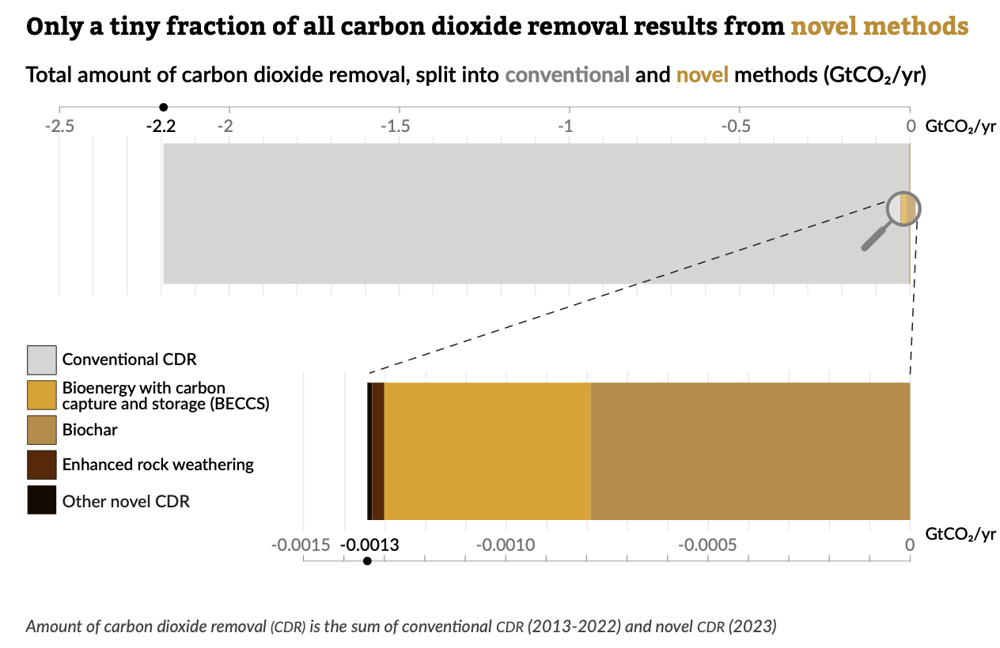 Only a tiny fraction of all carbon dioxide removal results from novel methods
Total amount of carbon dioxide removal, split into conventional and novel methods (GtCO₂/yr)
-2.5 -2.2 -2 -1.5 -1 -0.5 0 GtCO₂/yr
Conventional CDR
Bioenergy with carbon
capture and storage (BECCS)
Biochar
Enhanced rock weathering
Other novel CDR
GtCO₂/yr
-0.0015 -0.0013 -0.0010 -0.0005 0
Amount of carbon dioxide removal (CDR) is the sum of conventional CDR (2013-2022) and novel CDR (2023)